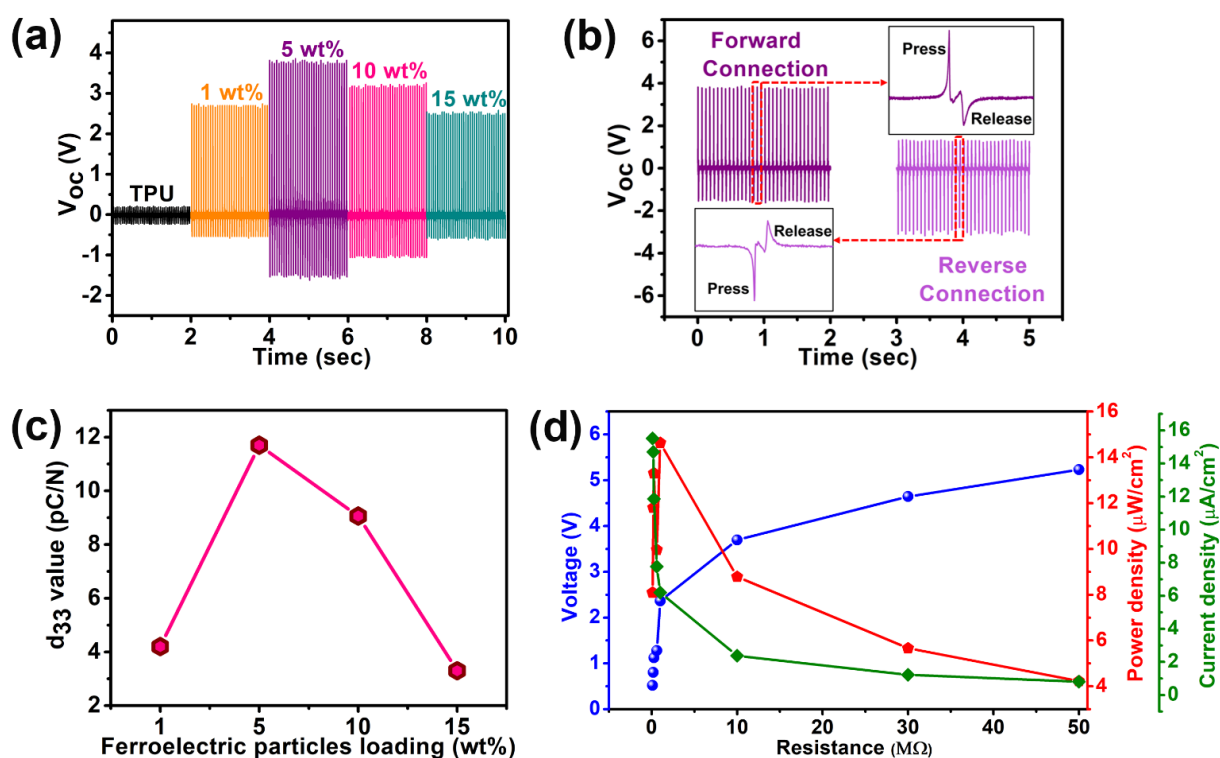 (a)
V_OC (V)
4
3
2
1
0
-1
-2
TPU
1 wt%
5 wt%
10 wt%
15 wt%
0 2 4 6 8 10
Time (sec)
(b)
V_OC (V)
6
4
2
0
-2
-4
-6
Forward
Connection
Press
Release
Release
Press
Reverse
Connection
0 1 2 3 4 5
Time (sec)
(c)
d_33 value (pC/N)
12
10
8
6
4
2
1 5 10 15
Ferroelectric particles loading (wt%)
(d)
Voltage (V)
6
5
4
3
2
1
0
0 10 20 30 40 50
Resistance (MΩ)
16
14
12
10
8
6
4
Power density (μW/cm²)
16
14
12
10
8
6
4
2
0
Current density (μA/cm²)